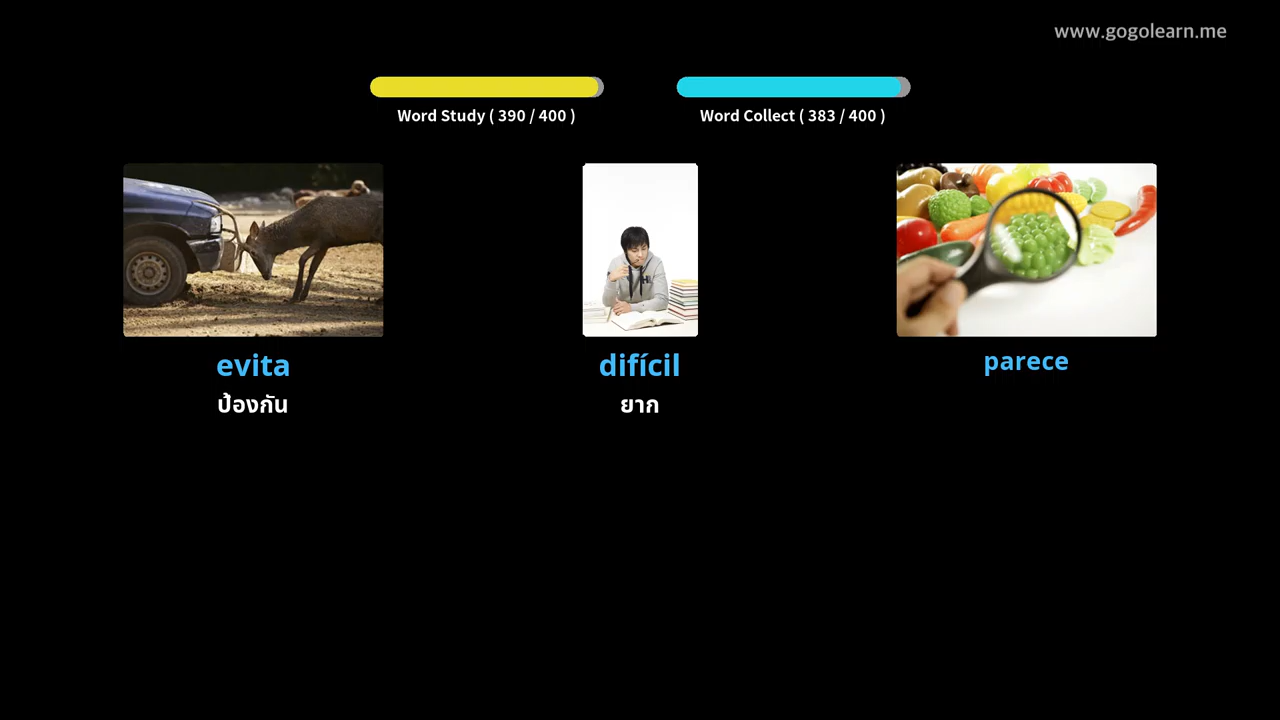 www.gogolearn.me
Word Study ( 390 / 400 )
Word Collect ( 383 / 400 )
evita
ป้องกัน
difícil
ยาก
parece